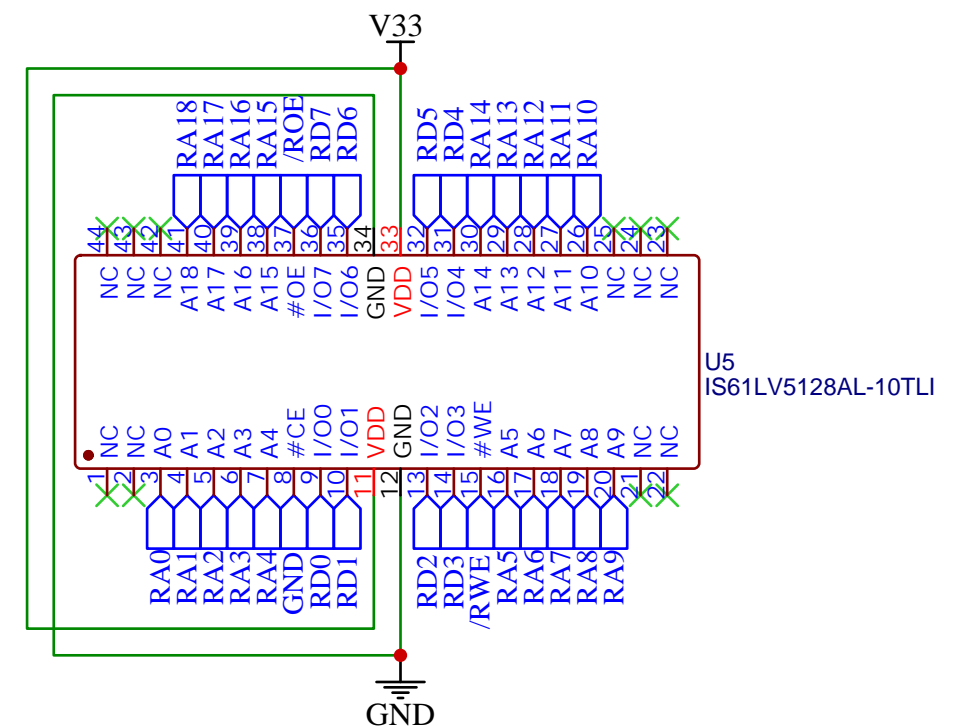 V33
RA18 RA17 RA16 RA15 /ROE RD7 RD6 RD5 RD4 RA14 RA13 RA12 RA11 RA10
44 43 42 41 40 39 38 37 36 35 34 33 32 31 30 29 28 27 26 25 24 23
NC NC NC A18 A17 A16 A15 #OE I/O7 I/O6 GND VDD I/O5 I/O4 A14 A13 A12 A11 A10 NC NC NC
U5
IS61LV5128AL-10TLI
NC NC A0 A1 A2 A3 A4 #CE I/O0 I/O1 VDD GND I/O2 I/O3 #WE A5 A6 A7 A8 A9 NC NC
1 2 3 4 5 6 7 8 9 10 11 12 13 14 15 16 17 18 19 20 21 22
RA0 RA1 RA2 RA3 RA4 GND RD0 RD1 RD2 RD3 /RWE RA5 RA6 RA7 RA8 RA9
GND